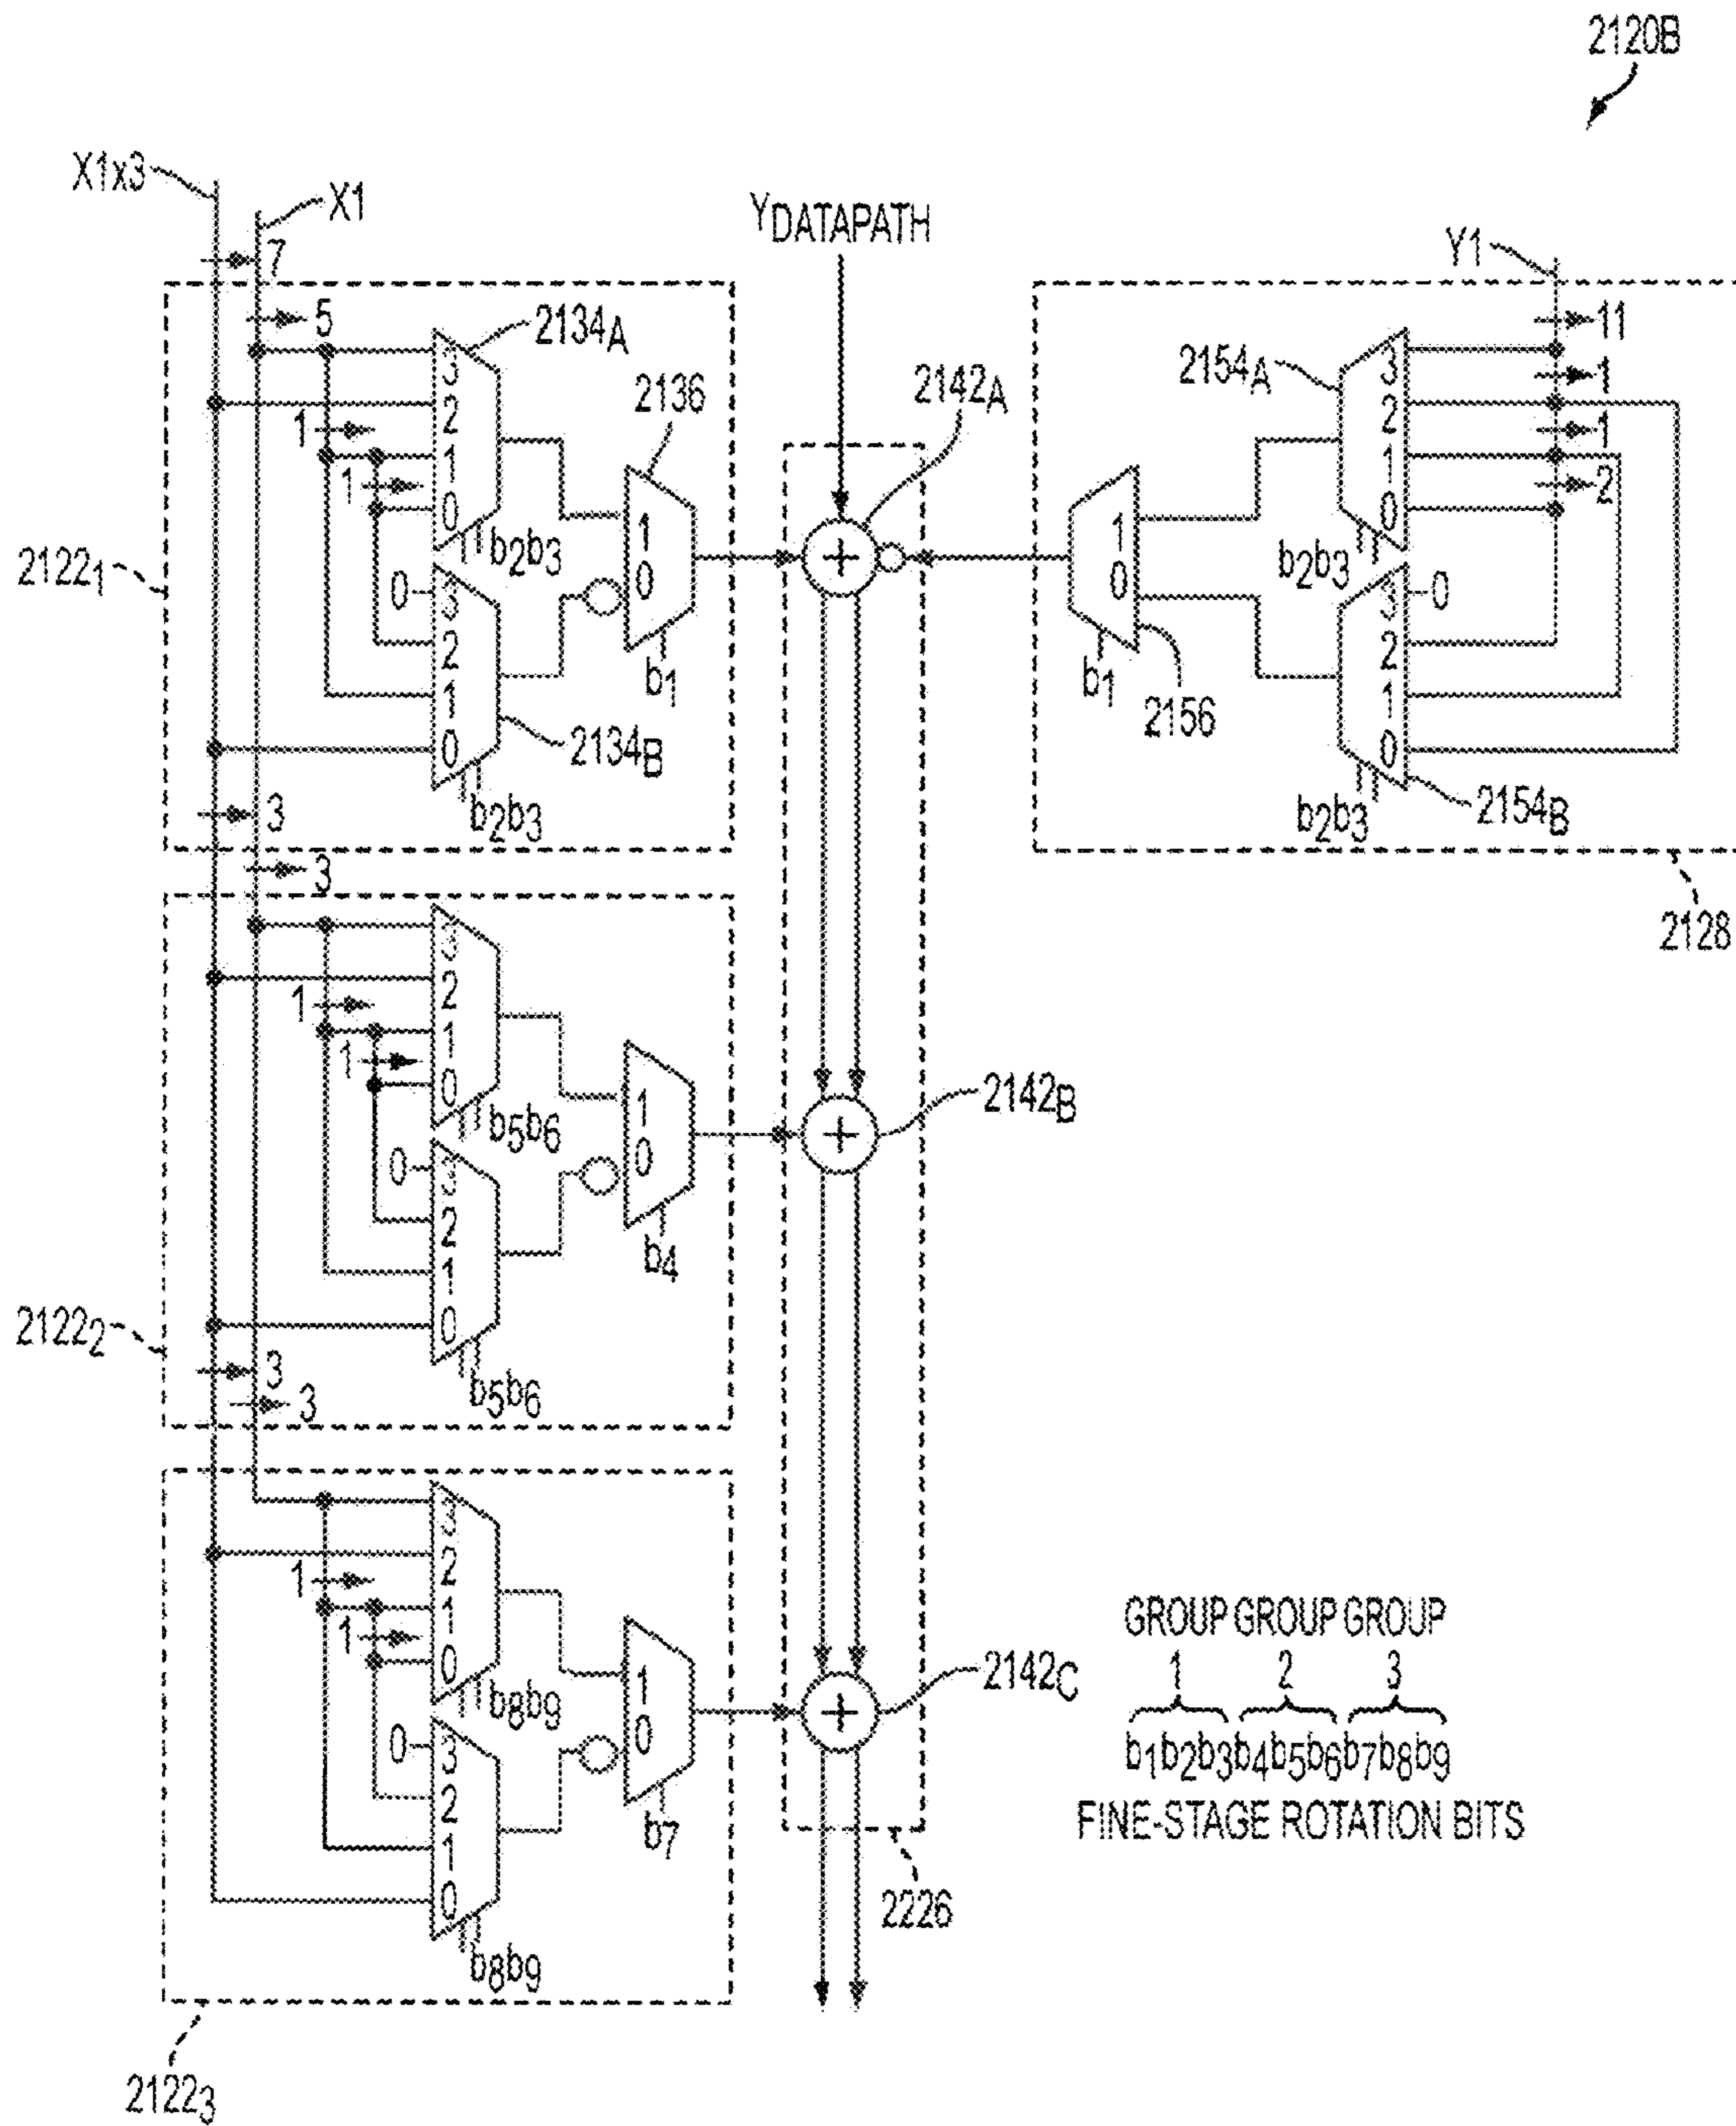 2120B
X1x3
X1
YDATAPATH
Y1
7
5
2134A
3
2
1
1
1
0
b2b3
0
3
2
1
0
2134B
b2b3
2136
1
0
b1
2122₁
3
3
2142A
11
1
1
2
2154A
3
2
1
0
b2b3
3
0
2
1
0
2154B
b2b3
1
0
b1
2156
2128
3
2
1
1
1
0
b5b6
0
3
2
1
0
b5b6
1
0
b4
2122₂
3
3
2142B
3
2
1
1
1
0
b8b9
0
3
2
1
0
b8b9
1
0
b7
2122₃
2142C
2226
GROUP GROUP GROUP
1 2 3
b1b2b3 b4b5b6 b7b8b9
FINE-STAGE ROTATION BITS